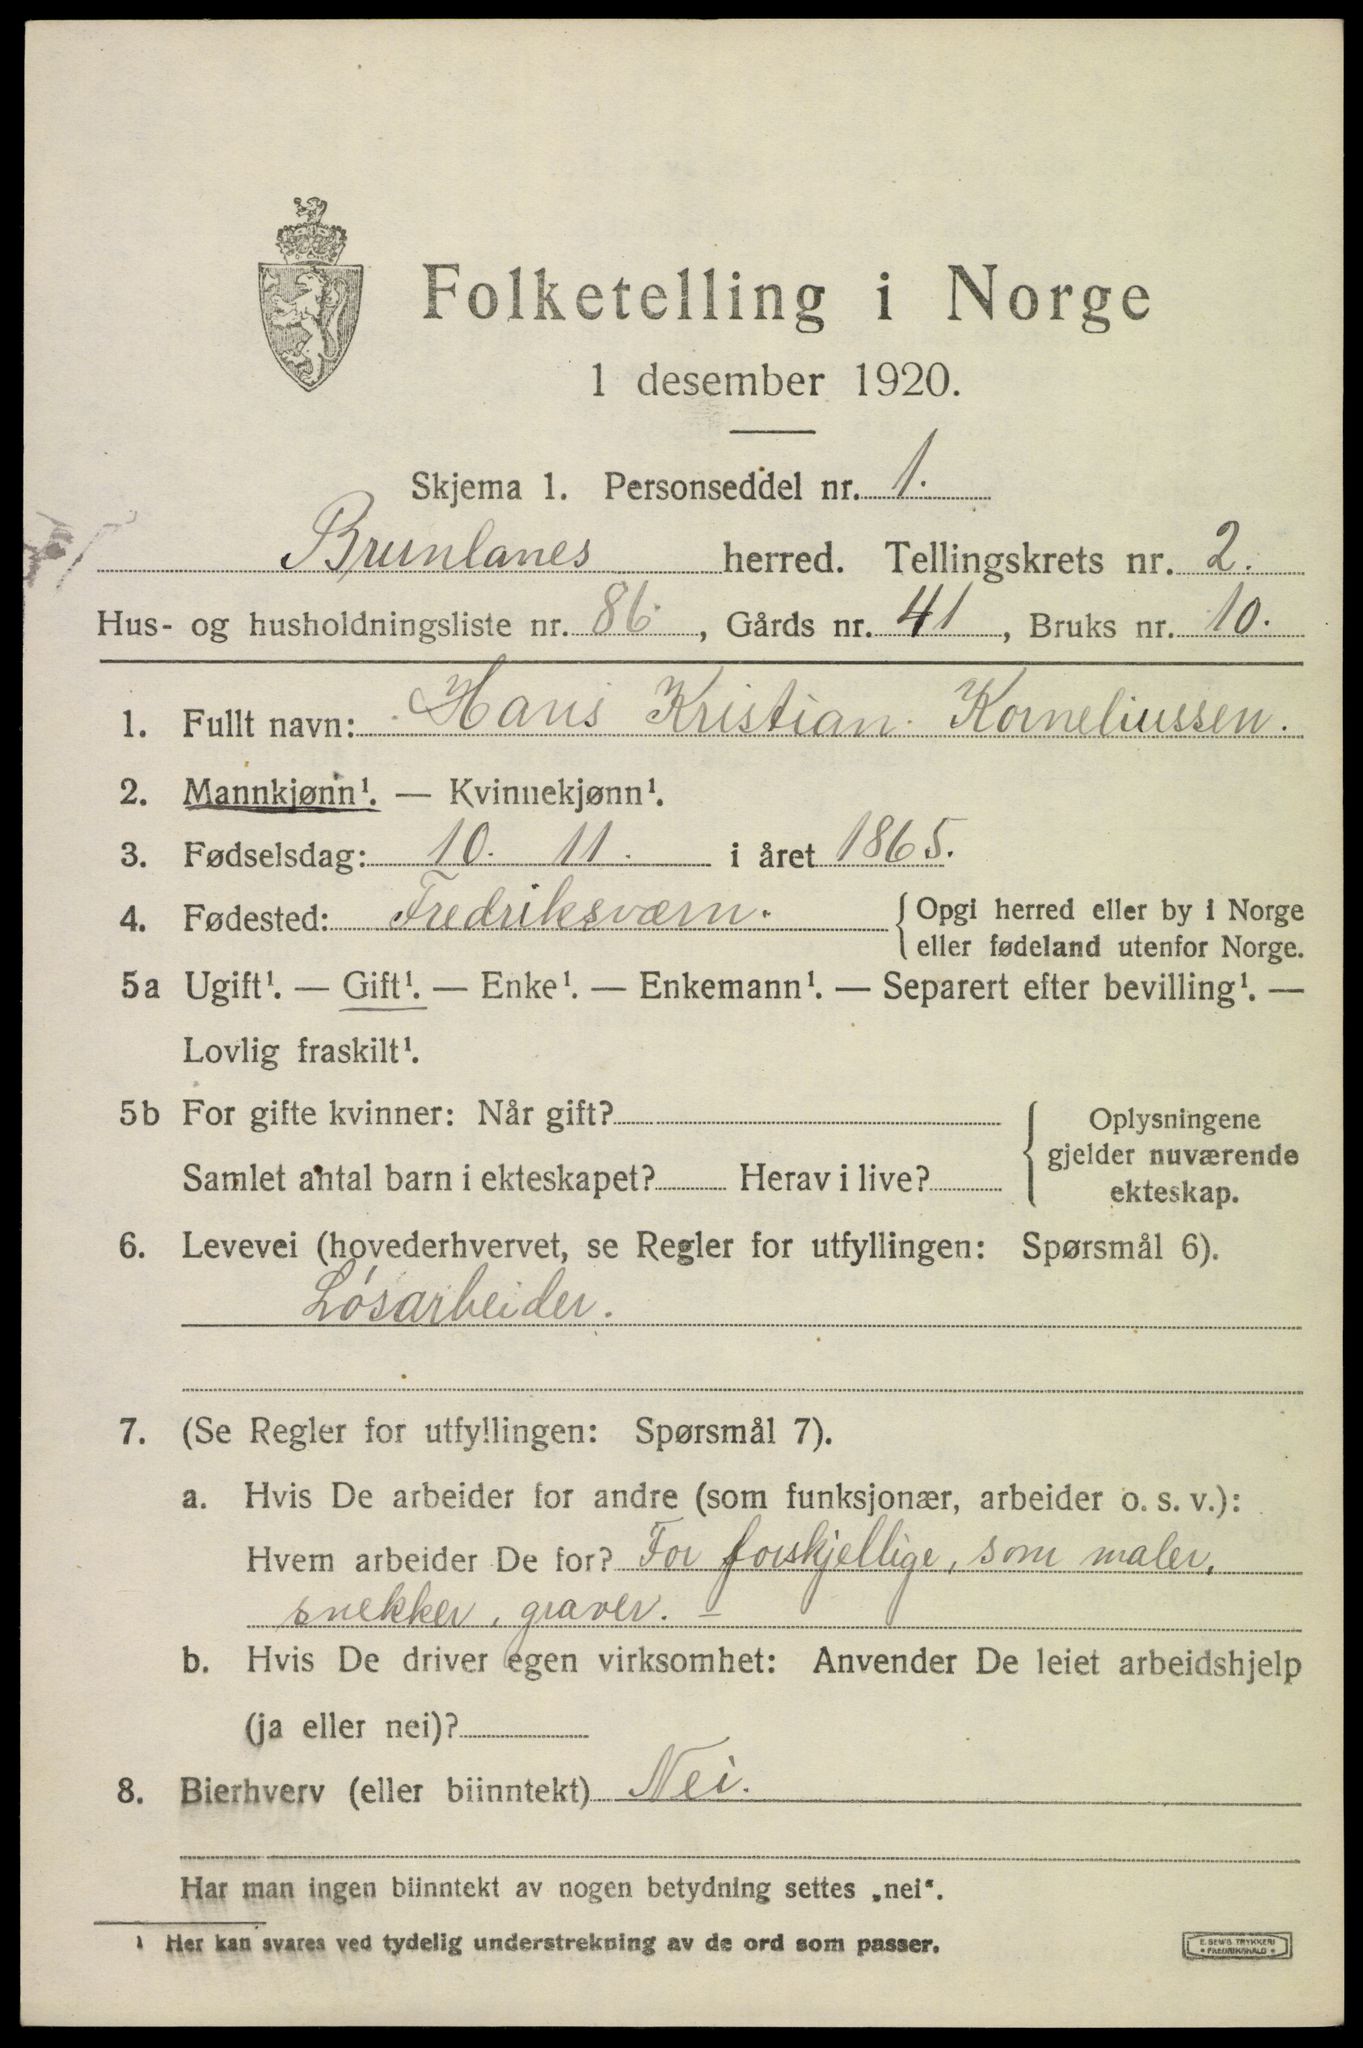 Folketelling i Norge
1 desember 1920.
Skjema 1. Personseddel nr. 1.
Brunlanes herred. Tellingskrets nr. 2.
Hus- og husholdningsliste nr. 86., Gårds nr. 41, Bruks nr. 10.
1. Fullt navn: Hans Kristian Korneliussen.
2. Mannkjønn¹. — Kvinnekjønn¹.
3. Fødselsdag: 10. 11. i året 1865.
4. Fødested: Fredriksværn. { Opgi herred eller by i Norge
eller fødeland utenfor Norge.
5a Ugift¹. — Gift¹. — Enke¹. — Enkemann¹. — Separert efter bevilling¹. —
Lovlig fraskilt¹.
5b For gifte kvinner: Når gift?
Samlet antal barn i ekteskapet? Herav i live?
{ Oplysningene
gjelder nuværende
ekteskap.
6. Levevei (hovederhvervet, se Regler for utfyllingen: Spørsmål 6).
Løsarbeider.
7. (Se Regler for utfyllingen: Spørsmål 7).
a. Hvis De arbeider for andre (som funksjonær, arbeider o. s. v.):
Hvem arbeider De for? For forskjellige, som maler,
snekker, graver. –
b. Hvis De driver egen virksomhet: Anvender De leiet arbeidshjelp
(ja eller nei)?
8. Bierhverv (eller biinntekt) Nei.
Har man ingen biinntekt av nogen betydning settes „nei".
¹ Her kan svares ved tydelig understrekning av de ord som passer.
E. SEM'S TRYKKERI
• FREDRIKSHALD •